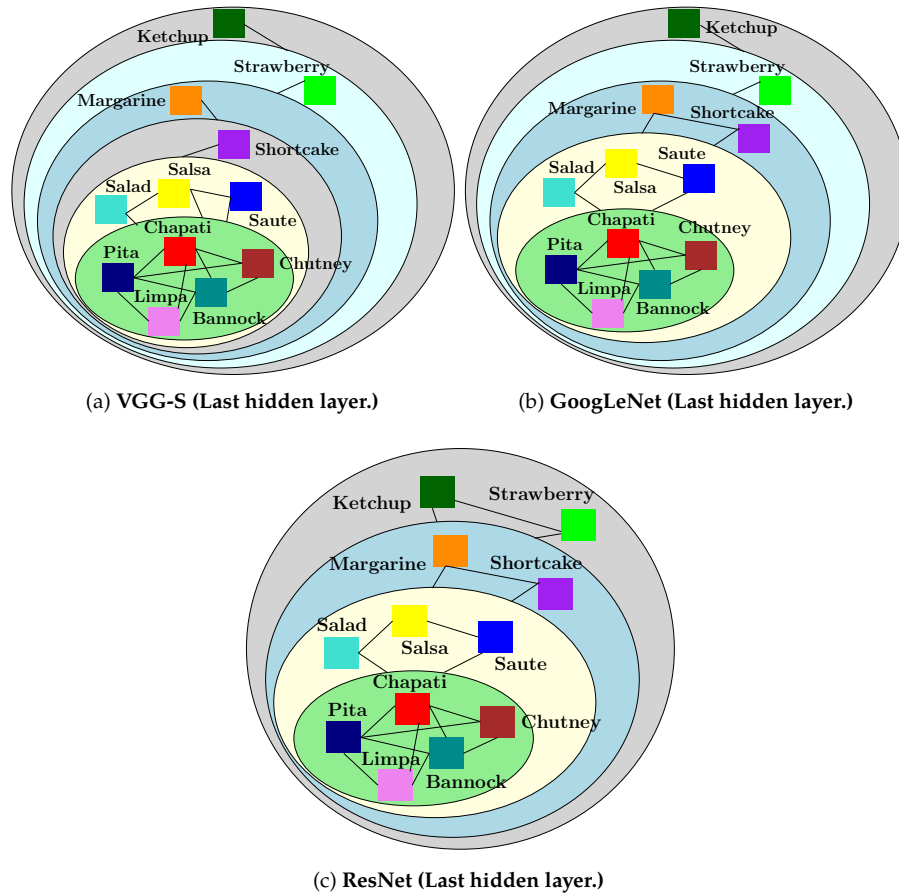 Ketchup
Strawberry
Margarine
Shortcake
Salsa
Salad
Saute
Chapati
Pita
Chutney
Limpa
Bannock
(a) VGG-S (Last hidden layer.)
Ketchup
Strawberry
Margarine
Shortcake
Saute
Salad
Salsa
Chapati
Chutney
Pita
Limpa
Bannock
(b) GoogLeNet (Last hidden layer.)
Strawberry
Ketchup
Margarine
Shortcake
Salad
Salsa
Saute
Chapati
Pita
Chutney
Limpa
Bannock
(c) ResNet (Last hidden layer.)